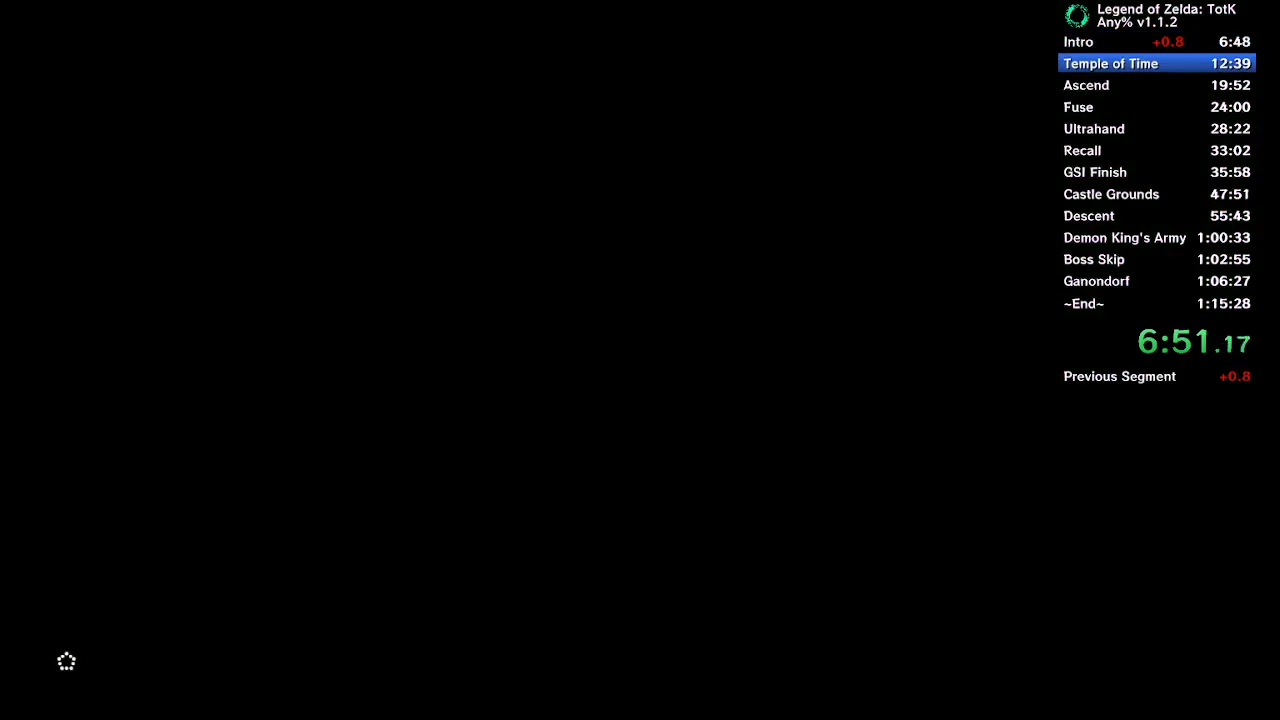 Legend of Zelda: TotK
Any% v1.1.2
Intro +0.8 6:48
Temple of Time 12:39
Ascend 19:52
Fuse 24:00
Ultrahand 28:22
Recall 33:02
GSI Finish 35:58
Castle Grounds 47:51
Descent 55:43
Demon King's Army 1:00:33
Boss Skip 1:02:55
Ganondorf 1:06:27
~End~ 1:15:28
6:51.17
Previous Segment +0.8